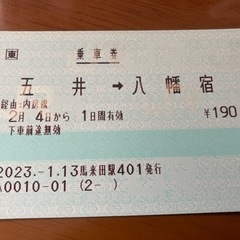 東 乗車券
五井 → 八幡宿
経由:内房線
2月 4日から 1日間有効 ¥190
下車前途無効
2023.-1.13馬来田駅401発行
0010-01 (2- )